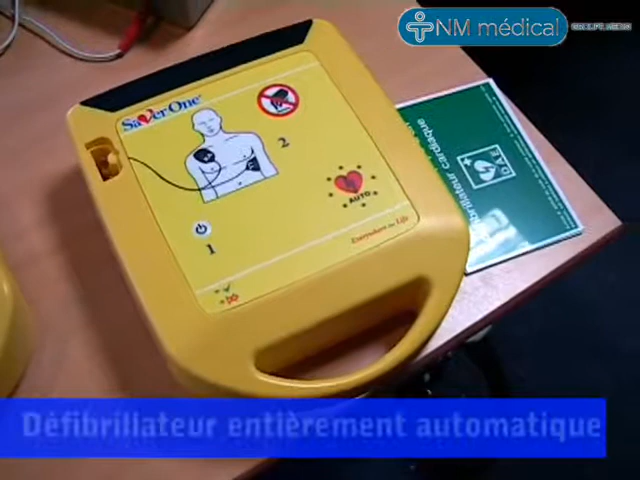 NM médical
SaverOne
2
AUTO
1
Everywhere for Life
DAE
Défibrillateur cardiaque
Défibrillateur entièrement automatique